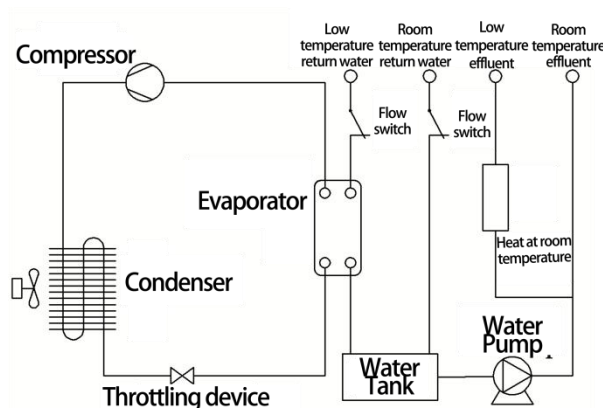 Compressor
Low
temperature
return water
Room
temperature
return water
Low
temperature
effluent
Room
temperature
effluent
Flow
switch
Flow
switch
Evaporator
Heat at room
temperature
Condenser
Water
Pump
Water
Tank
Throttling device